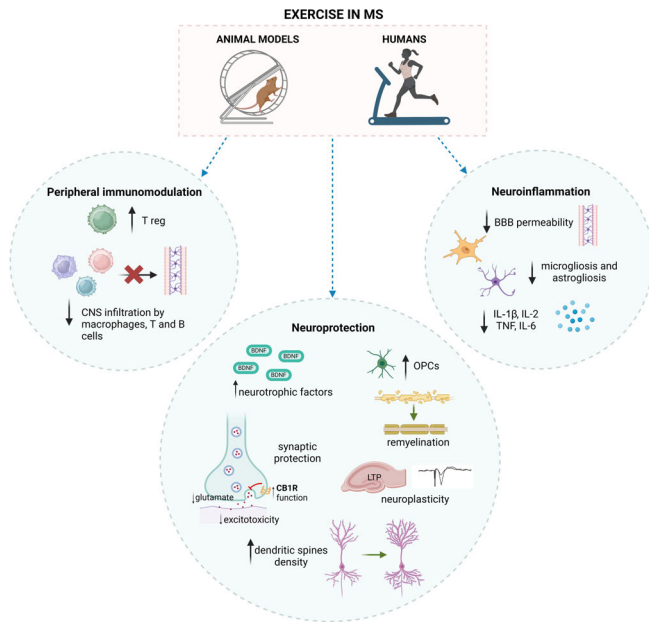 EXERCISE IN MS
ANIMAL MODELS
HUMANS
Peripheral immunomodulation
T reg
CNS infiltration by
macrophages, T and B
cells
Neuroinflammation
BBB permeability
microgliosis and
astrogliosis
IL-1β, IL-2
TNF, IL-6
Neuroprotection
BDNF
BDNF
BDNF
BDNF
neurotrophic factors
OPCs
remyelination
synaptic
protection
CB1R
function
glutamate
excitotoxicity
LTP
neuroplasticity
dendritic spines
density